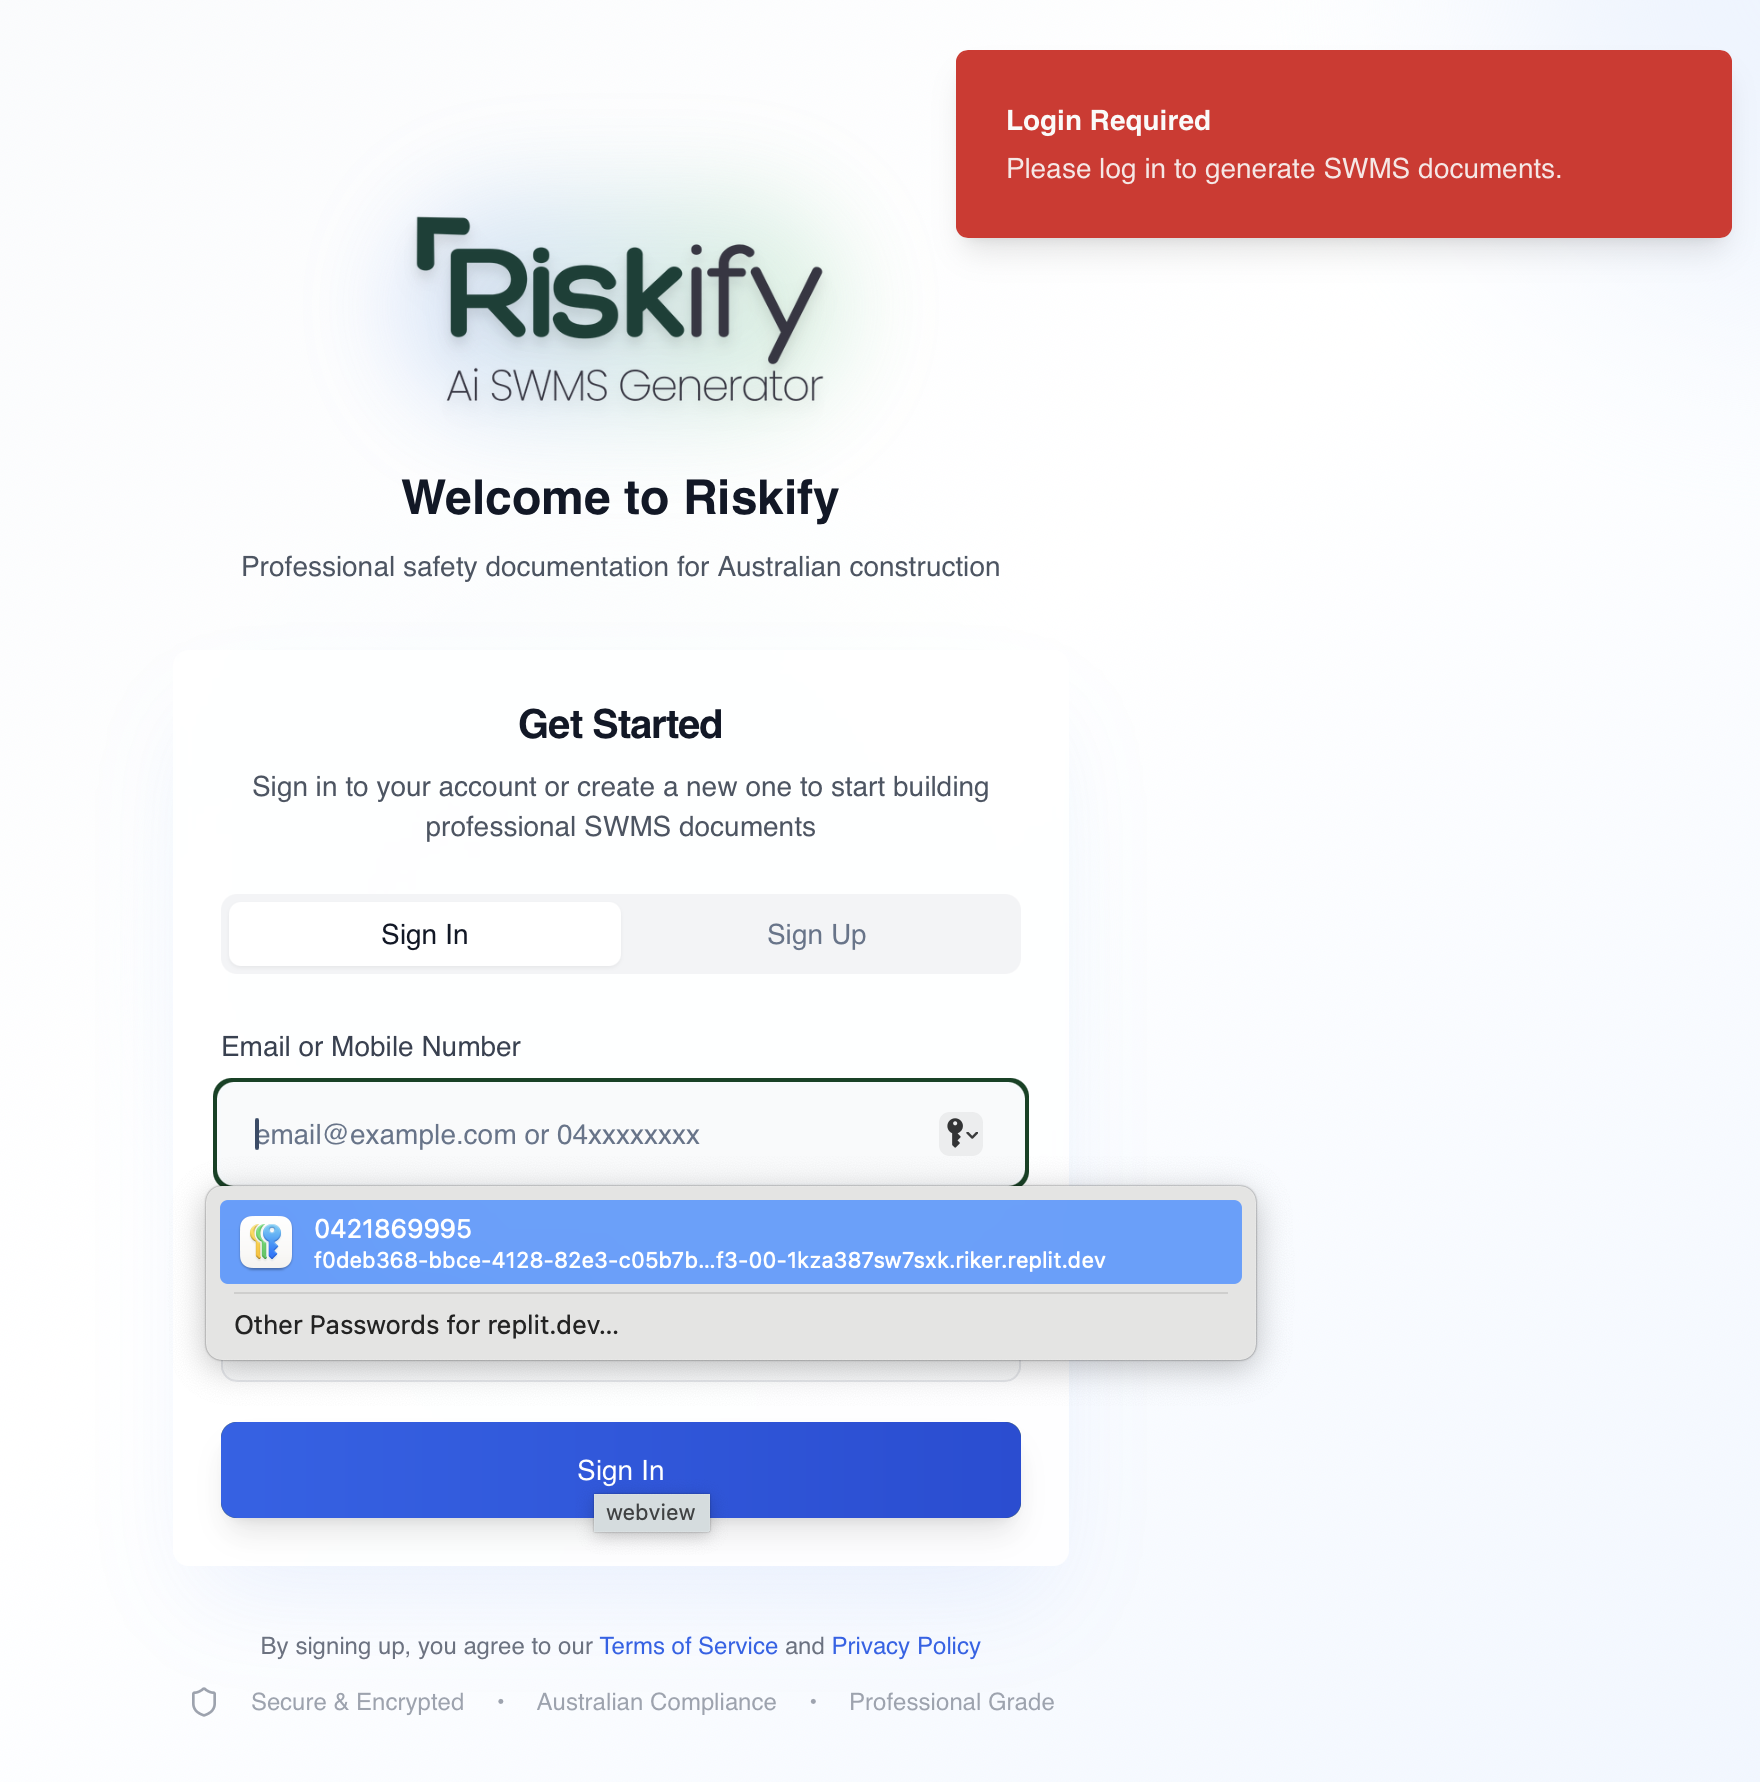 Login Required
Please log in to generate SWMS documents.
Riskify
Ai SWMS Generator
Welcome to Riskify
Professional safety documentation for Australian construction
Get Started
Sign in to your account or create a new one to start building
professional SWMS documents
Sign In
Sign Up
Email or Mobile Number
email@example.com or 04xxxxxxxx
0421869995
f0deb368-bbce-4128-82e3-c05b7b...f3-00-1kza387sw7sxk.riker.replit.dev
Other Passwords for replit.dev...
Sign In
webview
By signing up, you agree to our Terms of Service and Privacy Policy
Secure & Encrypted • Australian Compliance • Professional Grade